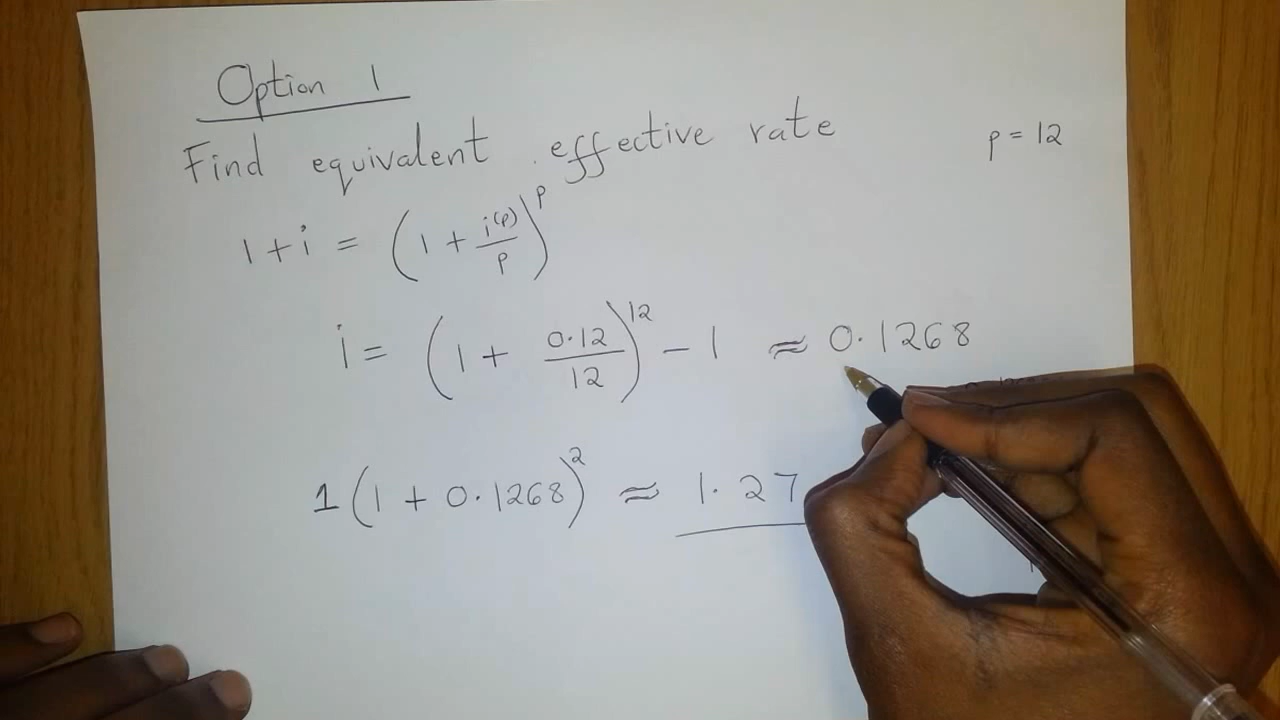 Option 1
Find equivalent effective rate
p = 12
1 + i = (1 + i^(p)/p)^p
i = (1 + 0.12/12)^12 - 1 ≈ 0.1268
1(1 + 0.1268)^2 ≈ 1.27